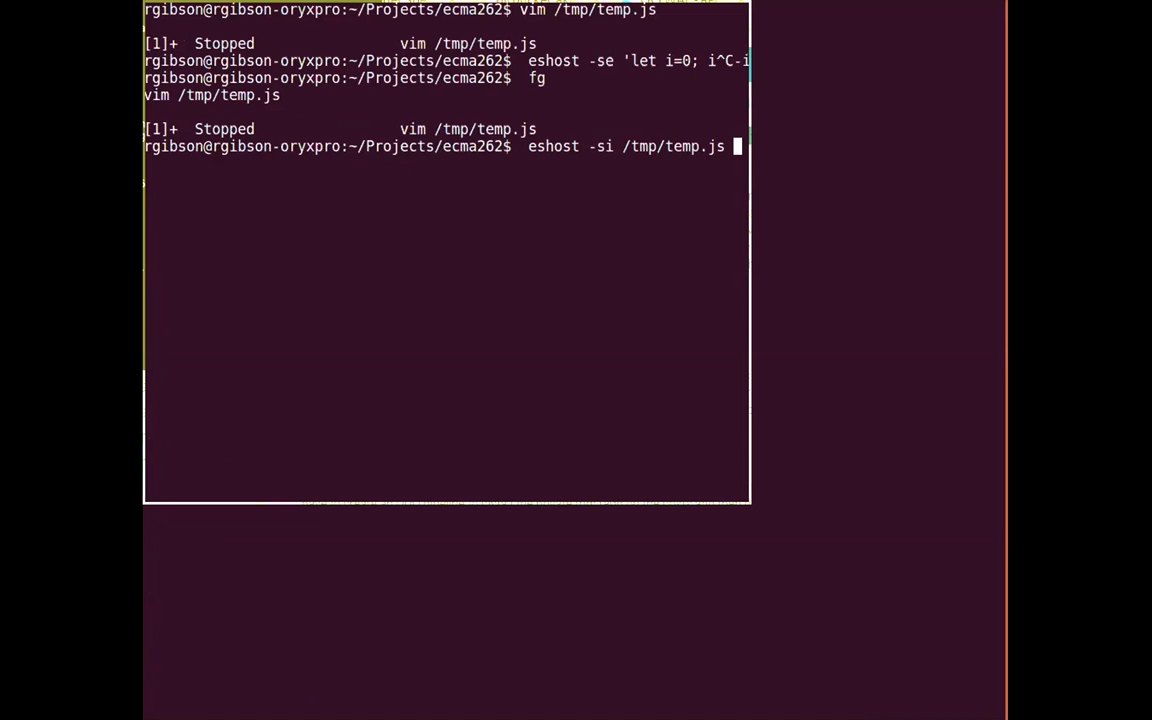 rgibson@rgibson-oryxpro:~/Projects/ecma262$ vim /tmp/temp.js
[1]+  Stopped                 vim /tmp/temp.js
rgibson@rgibson-oryxpro:~/Projects/ecma262$  eshost -se 'let i=0; i^C-i
rgibson@rgibson-oryxpro:~/Projects/ecma262$  fg
vim /tmp/temp.js
[1]+  Stopped                 vim /tmp/temp.js
rgibson@rgibson-oryxpro:~/Projects/ecma262$  eshost -si /tmp/temp.js